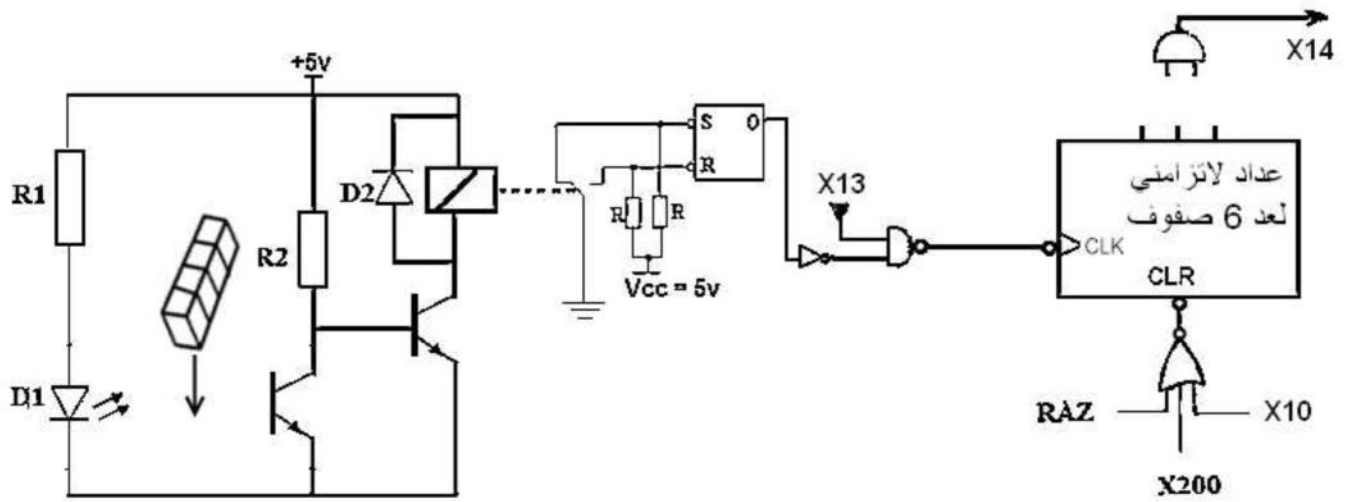 +5v
R1
D1
R2
D2
S
Q
R
R
R
Vcc = 5v
X13
X14
عداد لاتزامني
لعد 6 صفوف
CLK
CLR
RAZ
X10
X200